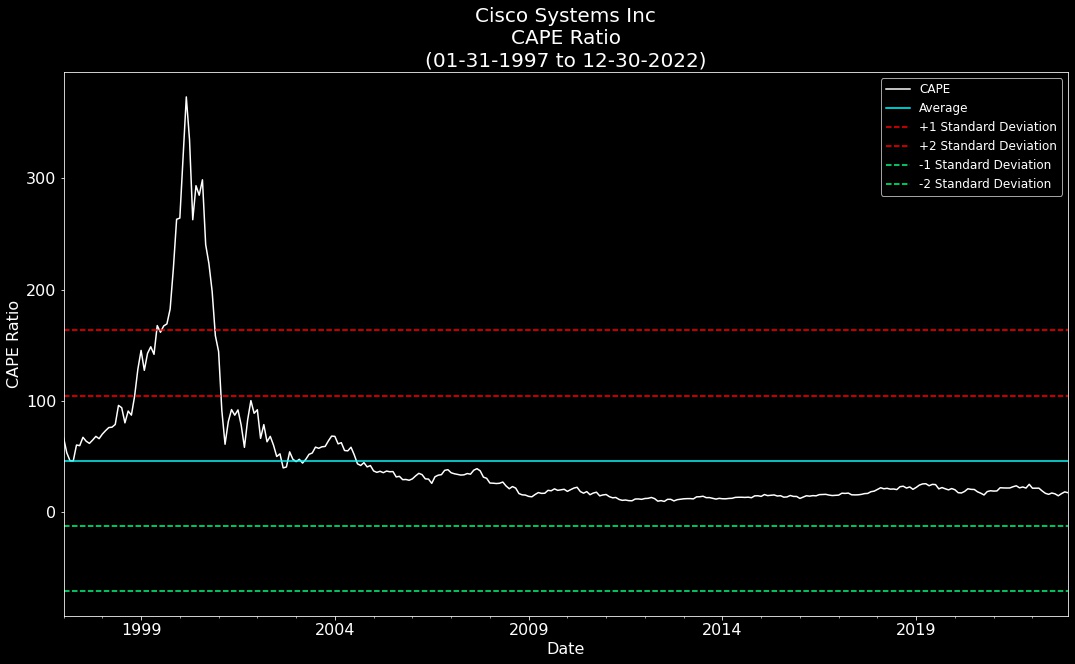 Cisco Systems Inc
CAPE Ratio
(01-31-1997 to 12-30-2022)
CAPE
Average
+1 Standard Deviation
+2 Standard Deviation
-1 Standard Deviation
-2 Standard Deviation
CAPE Ratio
300
200
100
0
1999
2004
2009
2014
2019
Date